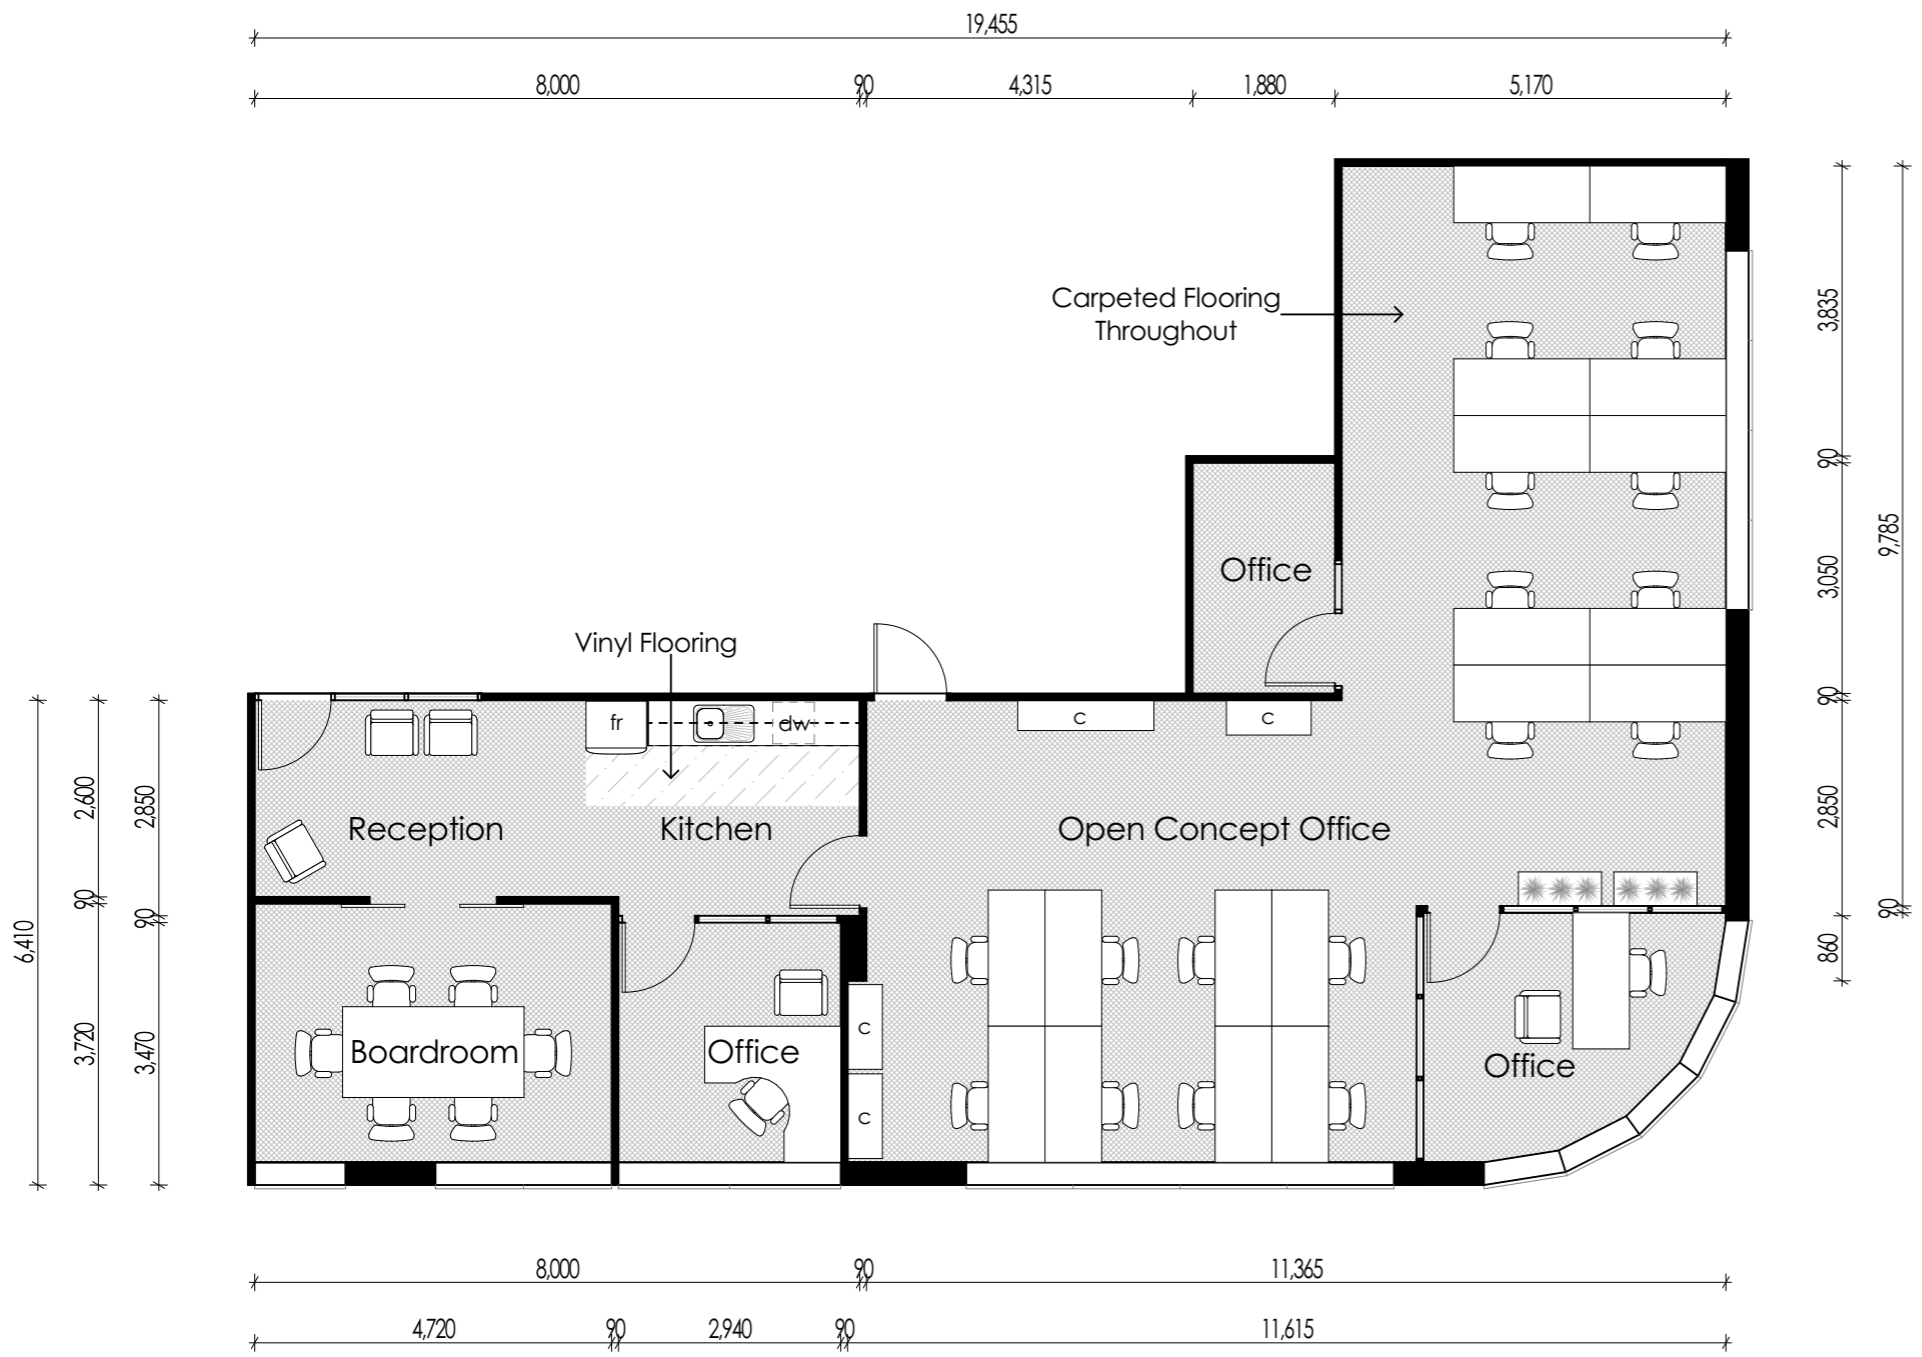 19,455
8,000
90
4,315
1,880
5,170
Carpeted Flooring
Throughout
3,835
90
9,785
Office
3,050
Vinyl Flooring
90
fr
dw
c
c
2,600
2,850
Reception
Kitchen
Open Concept Office
2,850
90
90
90
6,410
860
3,720
3,470
Boardroom
Office
c
c
Office
8,000
90
11,365
4,720
90
2,940
90
11,615